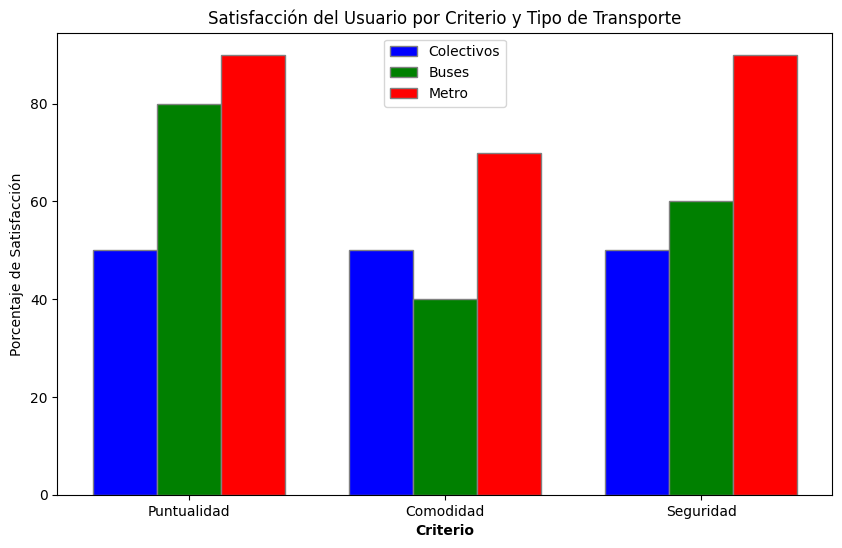 Satisfacción del Usuario por Criterio y Tipo de Transporte
Colectivos
Buses
Metro
Porcentaje de Satisfacción
80
60
40
20
0
Puntualidad
Comodidad
Seguridad
Criterio